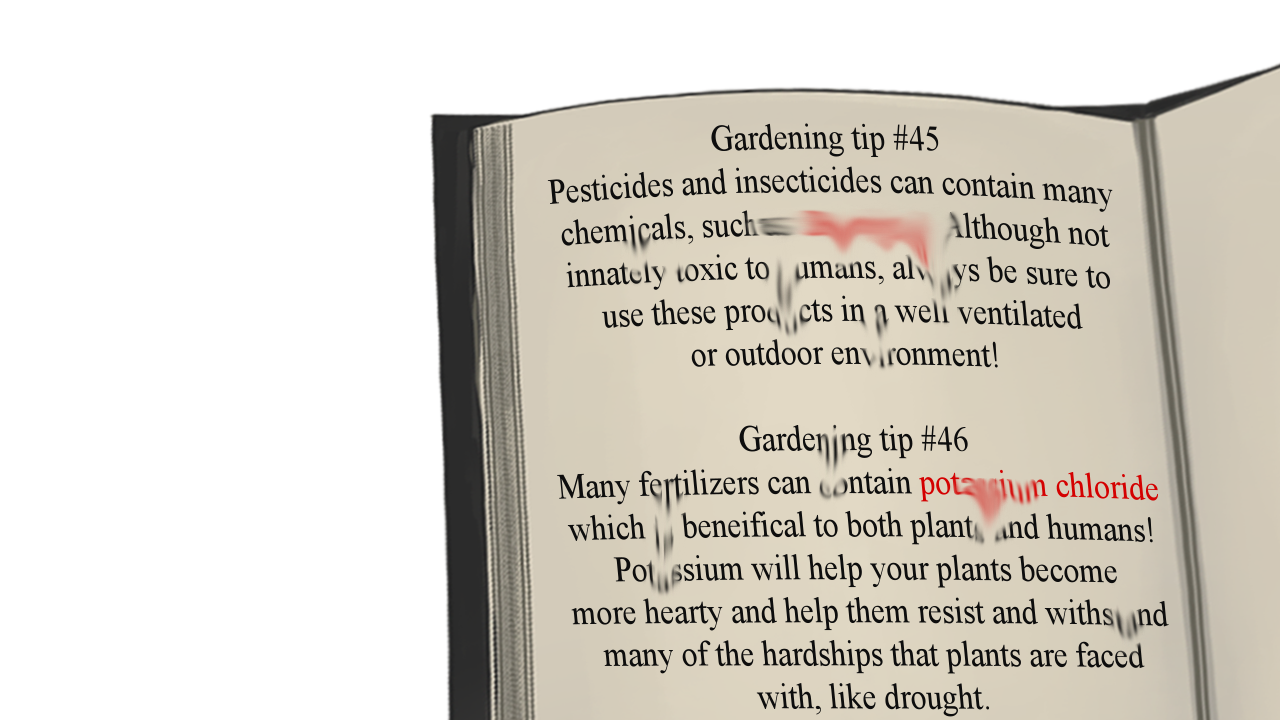 Gardening tip #45
Pesticides and insecticides can contain many
chemicals, such Although not
innately toxic to humans, always be sure to
use these products in a well ventilated
or outdoor environment!
Gardening tip #46
Many fertilizers can contain potassium chloride
which beneifical to both plants and humans!
Potassium will help your plants become
more hearty and help them resist and withstand
many of the hardships that plants are faced
with, like drought.